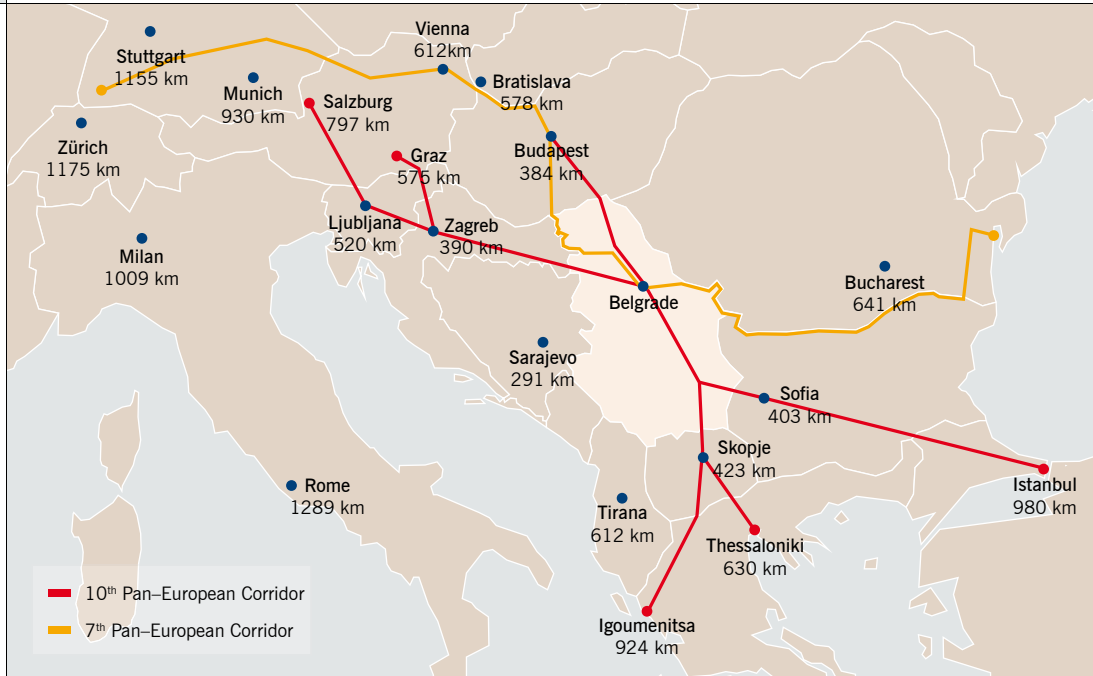 Vienna
612km
Stuttgart
1155 km
Munich
930 km
Bratislava
578 km
Salzburg
797 km
Zürich
1175 km
Graz
575 km
Budapest
384 km
Ljubljana
520 km
Zagreb
390 km
Milan
1009 km
Belgrade
Bucharest
641 km
Sarajevo
291 km
Sofia
403 km
Skopje
423 km
Rome
1289 km
Tirana
612 km
Istanbul
980 km
Thessaloniki
630 km
Igoumenitsa
924 km
10th Pan–European Corridor
7th Pan–European Corridor